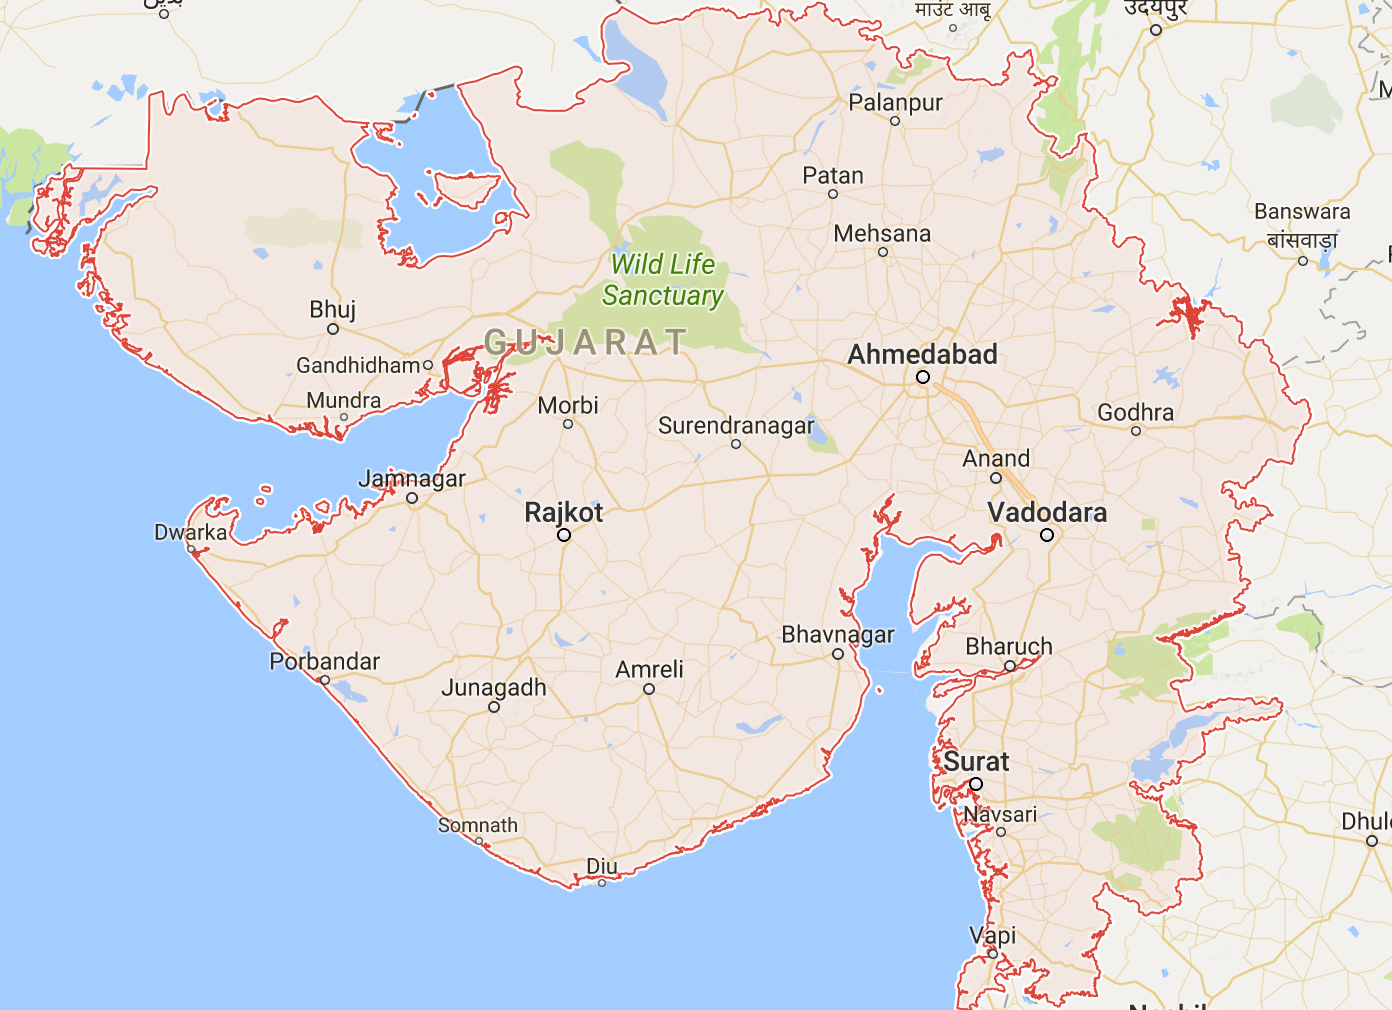 माउंट आबू
उदयपुर
Palanpur
Patan
Banswara
बांसवाड़ा
Mehsana
Wild Life
Sanctuary
Bhuj
GUJARAT
Ahmedabad
Gandhidham
Mundra
Morbi
Surendranagar
Godhra
Anand
Jamnagar
Rajkot
Vadodara
Dwarka
Bhavnagar
Bharuch
Porbandar
Amreli
Junagadh
Surat
Navsari
Somnath
Diu
Vapi